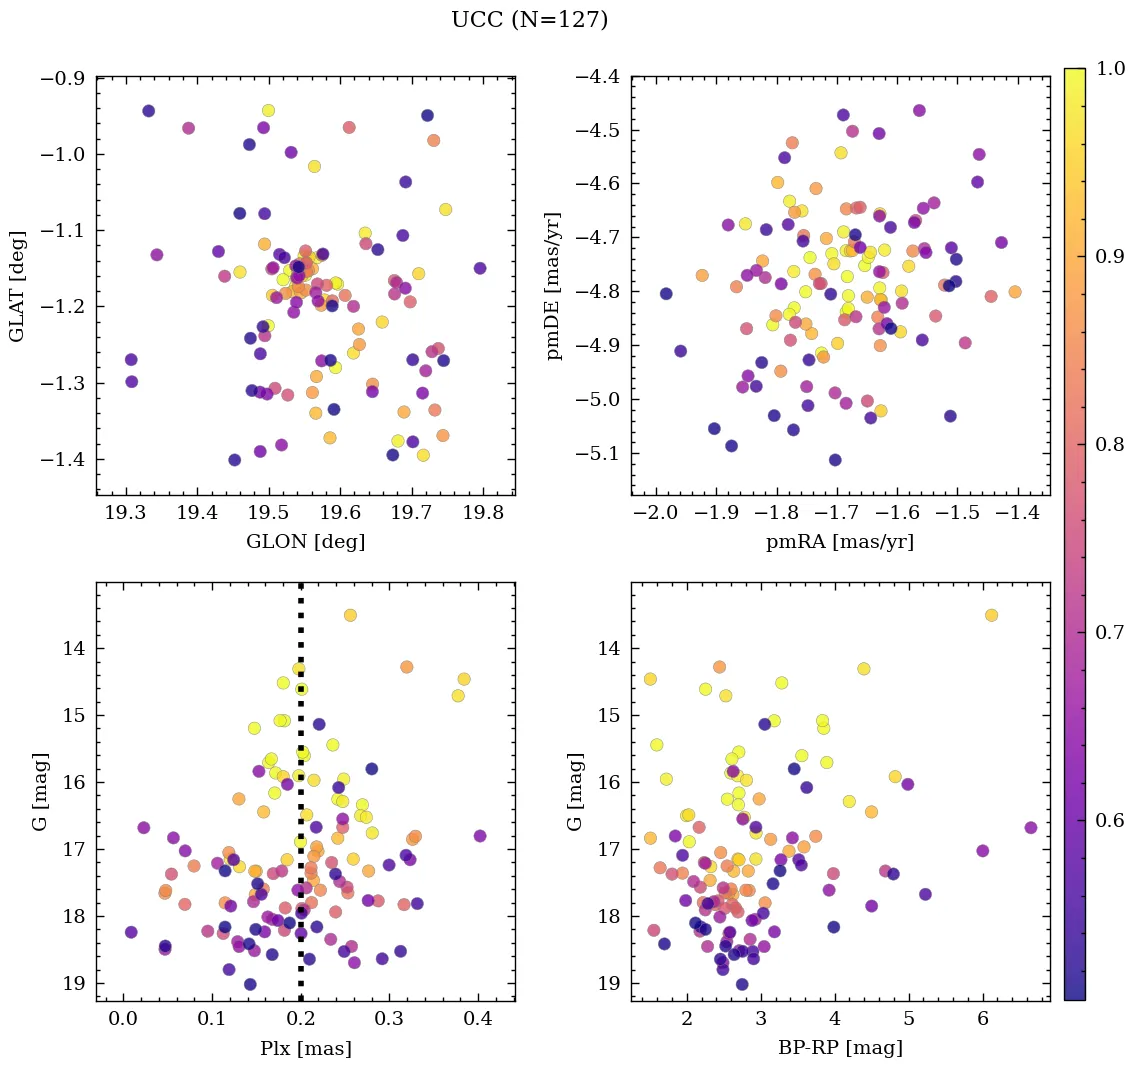 UCC (N=127)
−0.9
−1.0
−1.1
−1.2
−1.3
−1.4
GLAT [deg]
19.3 19.4 19.5 19.6 19.7 19.8
GLON [deg]
−4.4
−4.5
−4.6
−4.7
−4.8
−4.9
−5.0
−5.1
pmDE [mas/yr]
−2.0 −1.9 −1.8 −1.7 −1.6 −1.5 −1.4
pmRA [mas/yr]
14
15
16
17
18
19
G [mag]
0.0 0.1 0.2 0.3 0.4
Plx [mas]
14
15
16
17
18
19
G [mag]
2 3 4 5 6
BP-RP [mag]
1.0
0.9
0.8
0.7
0.6